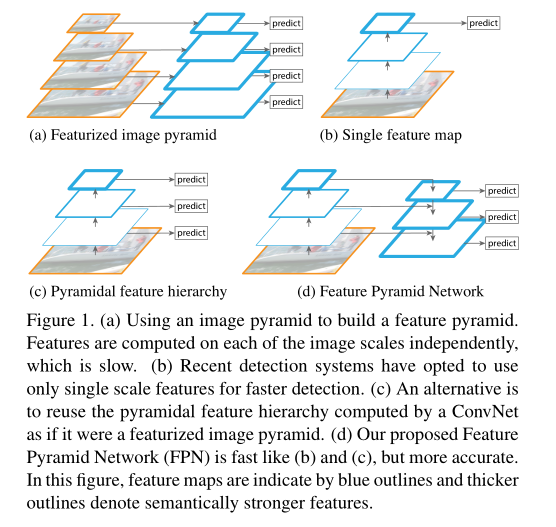 predict
predict
predict
predict
(a) Featurized image pyramid
predict
(b) Single feature map
predict
predict
predict
(c) Pyramidal feature hierarchy
predict
predict
predict
(d) Feature Pyramid Network
Figure 1. (a) Using an image pyramid to build a feature pyramid.
Features are computed on each of the image scales independently,
which is slow. (b) Recent detection systems have opted to use
only single scale features for faster detection. (c) An alternative is
to reuse the pyramidal feature hierarchy computed by a ConvNet
as if it were a featurized image pyramid. (d) Our proposed Feature
Pyramid Network (FPN) is fast like (b) and (c), but more accurate.
In this figure, feature maps are indicate by blue outlines and thicker
outlines denote semantically stronger features.